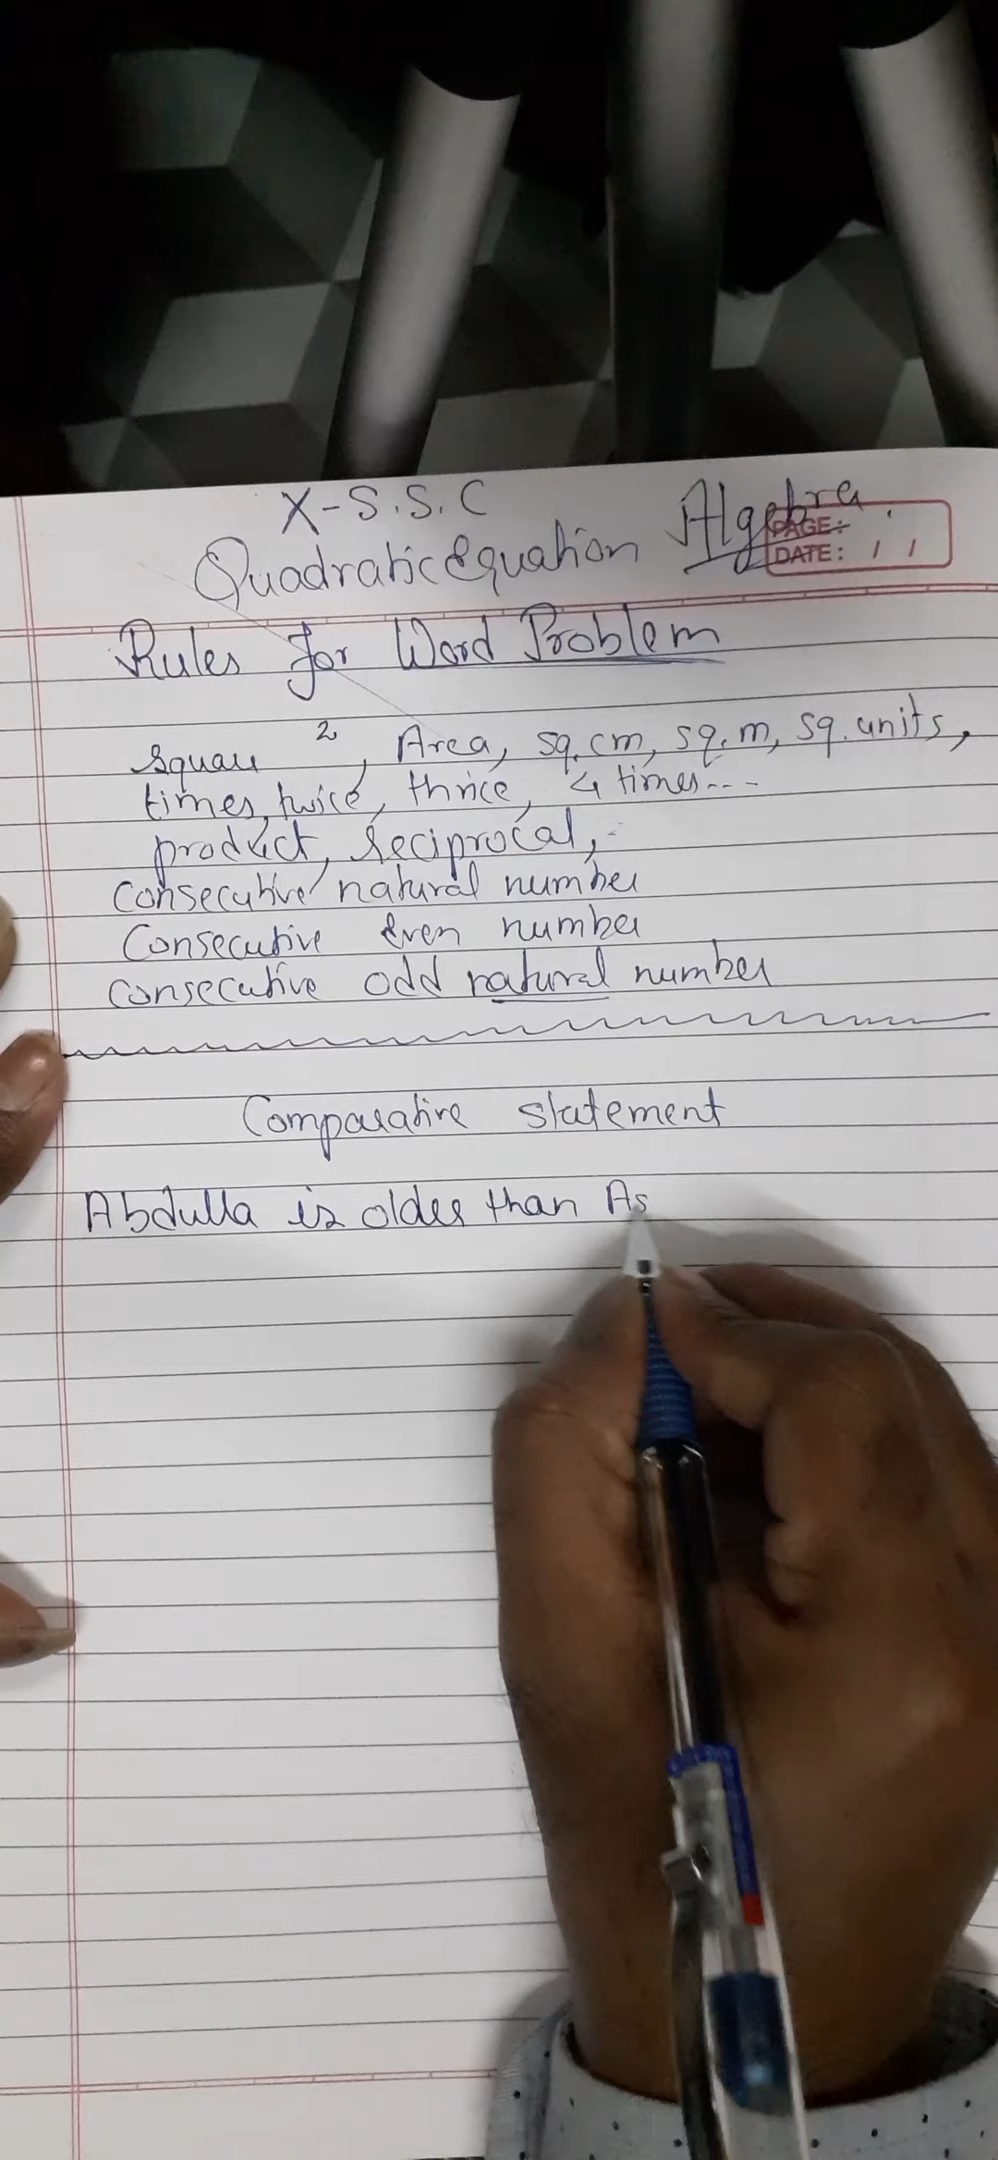 X-S.S.C
Quadratic Equation Algebra
PAGE:
DATE: / /
Rules for Word Problem
square ², Area, sq.cm, sq.m, sq.units,
times, twice, thrice, 4 times---
product, reciprocal,
consecutive natural number
Consecutive Even number
consecutive odd natural number
Comparative statement
Abdulla is older than As